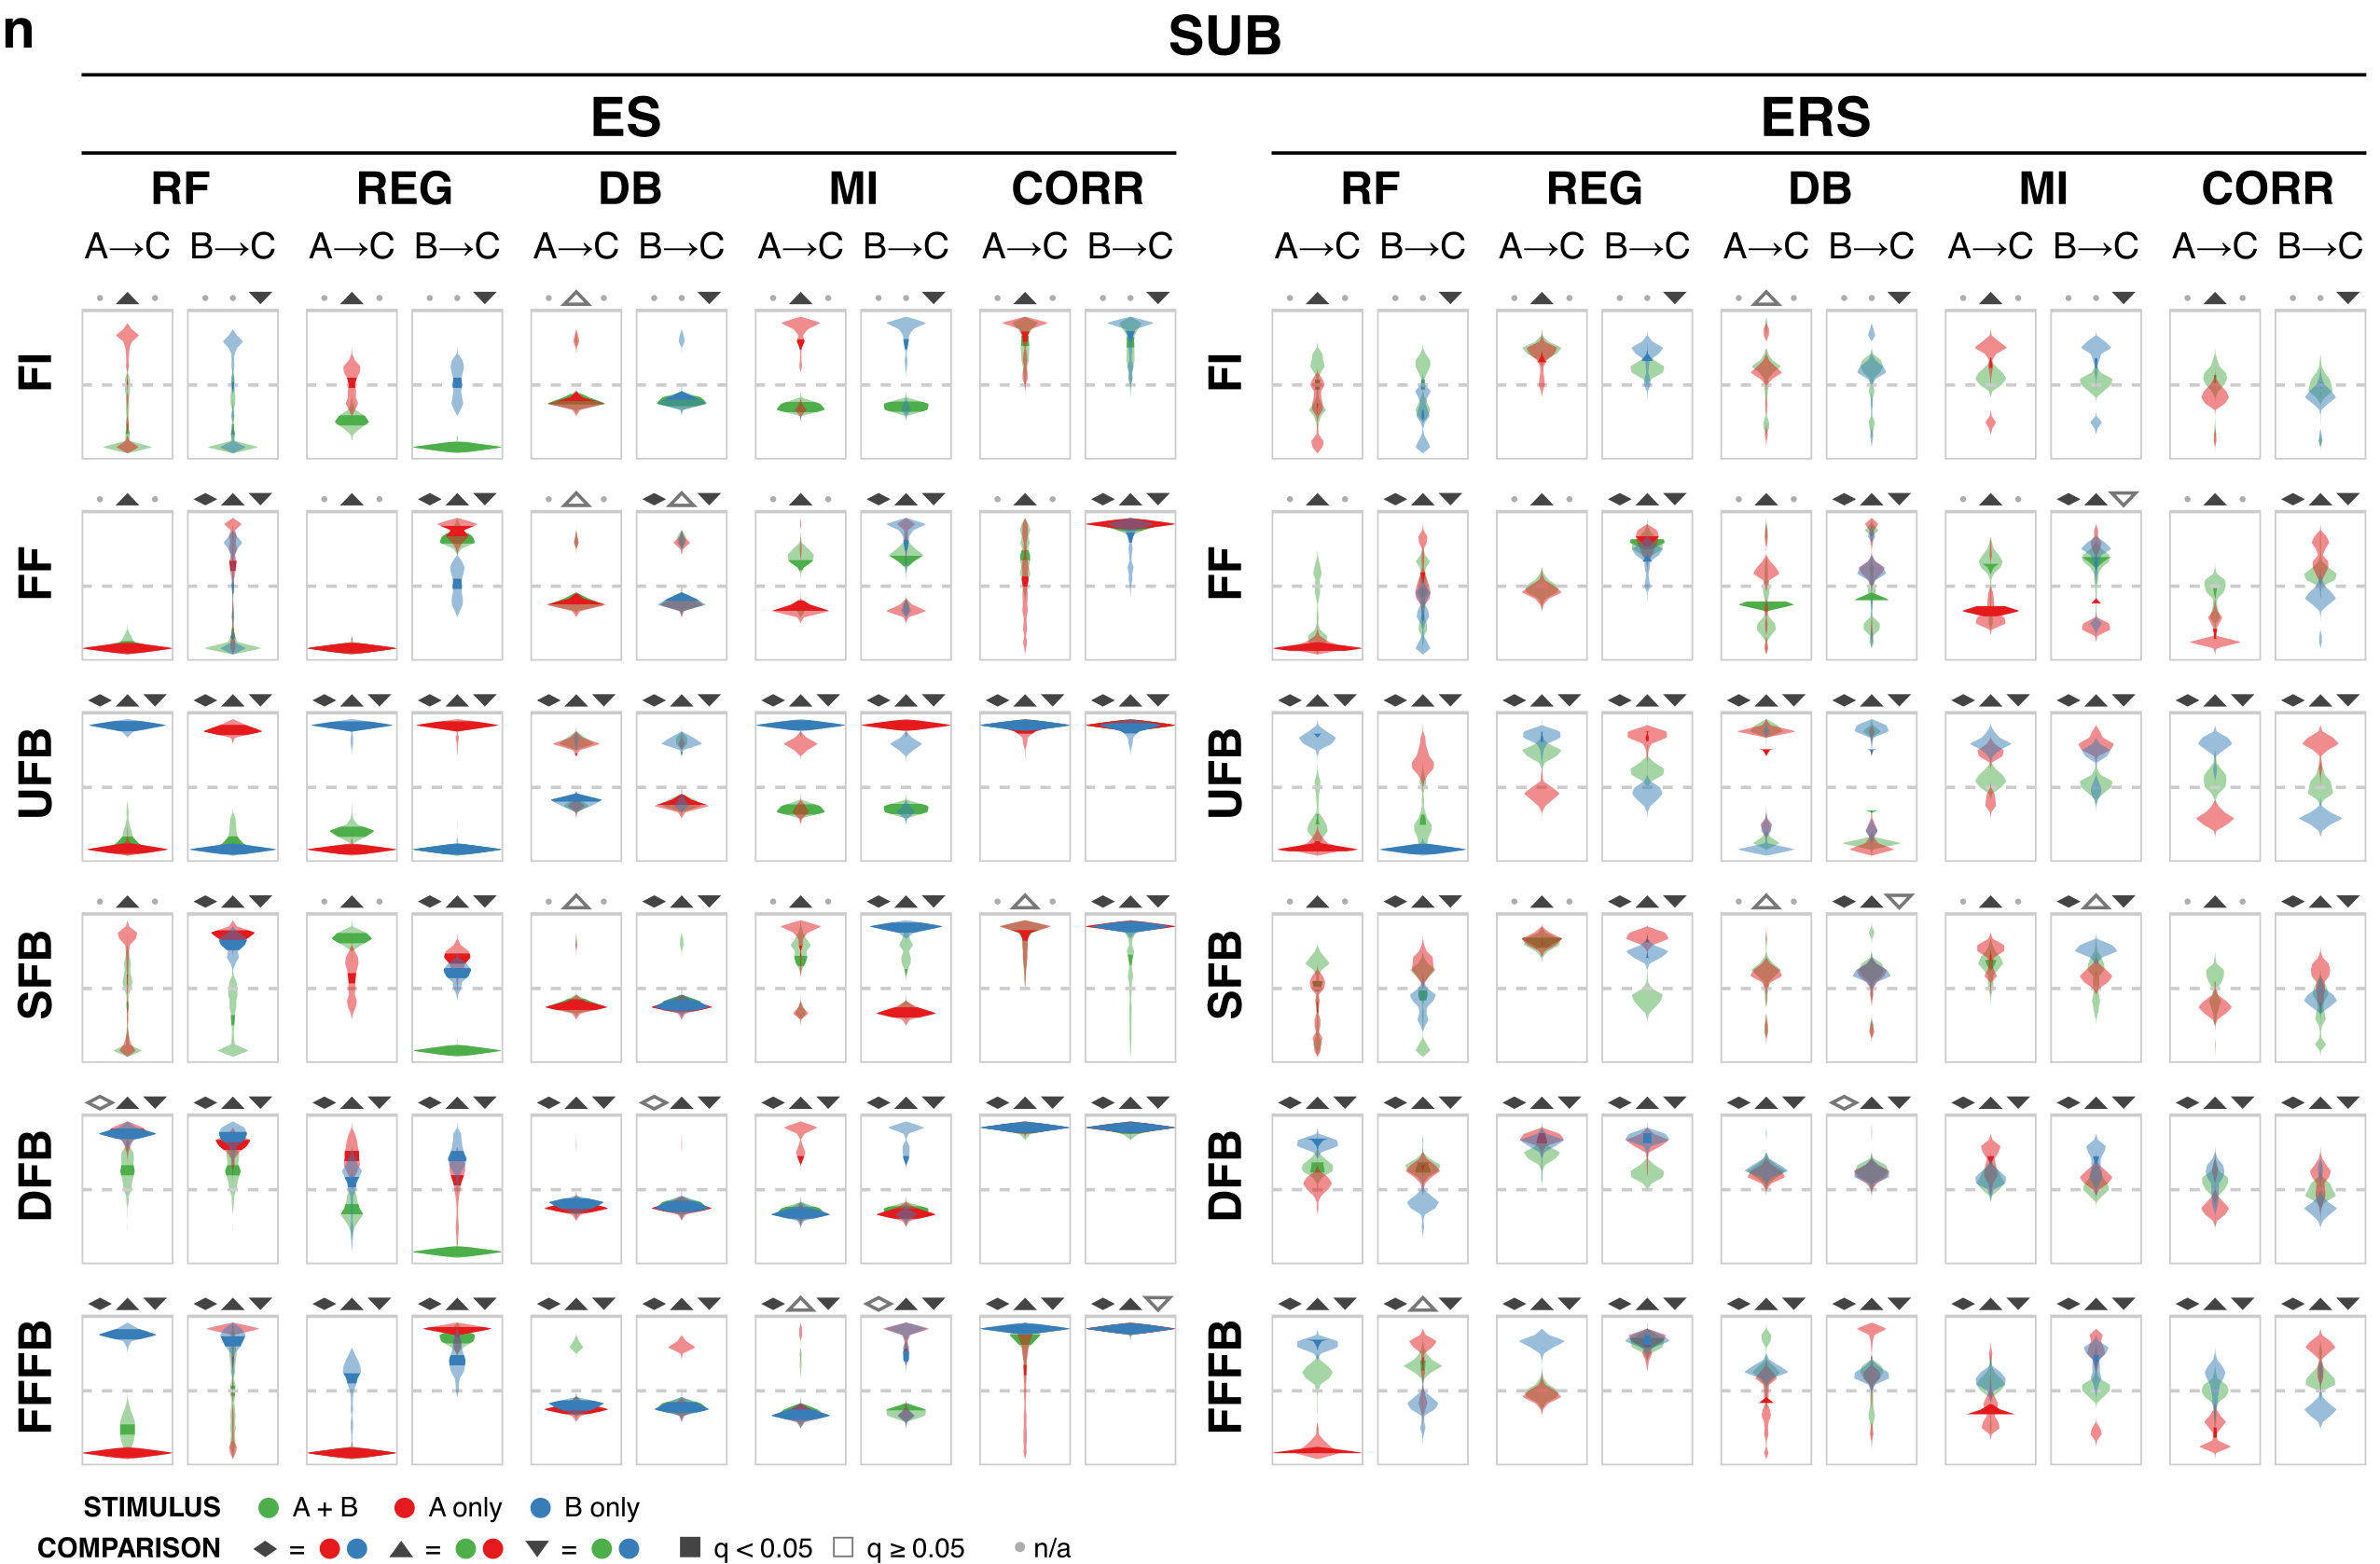 n
SUB
ES ERS
RF REG DB MI CORR RF REG DB MI CORR
A→C B→C A→C B→C A→C B→C A→C B→C A→C B→C A→C B→C A→C B→C A→C B→C A→C B→C A→C B→C
FI FI
FF FF
UFB UFB
SFB SFB
DFB DFB
FFFB FFFB
STIMULUS A + B A only B only
COMPARISON = = = q < 0.05 q ≥ 0.05 n/a